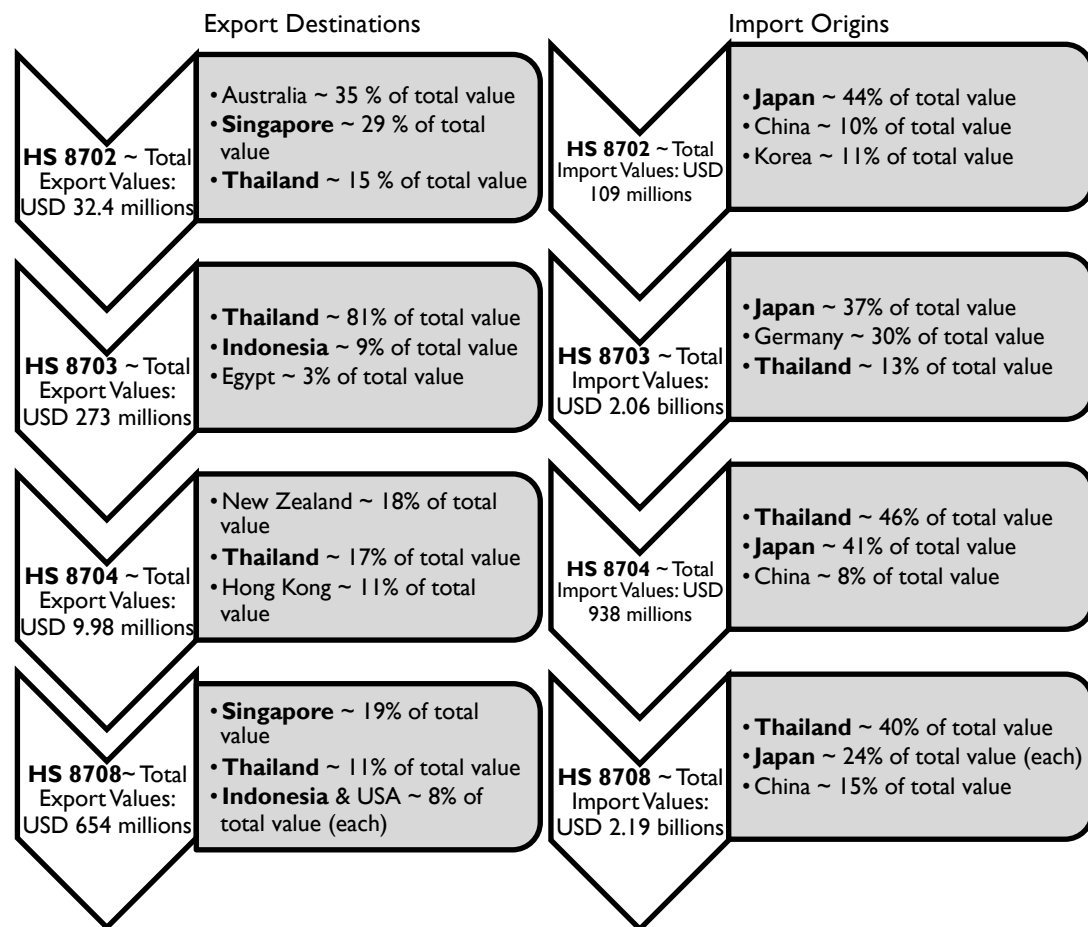 Export Destinations
Import Origins
HS 8702 ~ Total
Export Values:
USD 32.4 millions
• Australia ~ 35 % of total value
• Singapore ~ 29 % of total
value
• Thailand ~ 15 % of total value
HS 8702 ~ Total
Import Values: USD
109 millions
• Japan ~ 44% of total value
• China ~ 10% of total value
• Korea ~ 11% of total value
HS 8703 ~ Total
Export Values:
USD 273 millions
• Thailand ~ 81% of total value
• Indonesia ~ 9% of total value
• Egypt ~ 3% of total value
HS 8703 ~ Total
Import Values:
USD 2.06 billions
• Japan ~ 37% of total value
• Germany ~ 30% of total value
• Thailand ~ 13% of total value
HS 8704 ~ Total
Export Values:
USD 9.98 millions
• New Zealand ~ 18% of total
value
• Thailand ~ 17% of total value
• Hong Kong ~ 11% of total
value
HS 8704 ~ Total
Import Values: USD
938 millions
• Thailand ~ 46% of total value
• Japan ~ 41% of total value
• China ~ 8% of total value
HS 8708~ Total
Export Values:
USD 654 millions
• Singapore ~ 19% of total
value
• Thailand ~ 11% of total value
• Indonesia & USA ~ 8% of
total value (each)
HS 8708 ~ Total
Import Values:
USD 2.19 billions
• Thailand ~ 40% of total value
• Japan ~ 24% of total value (each)
• China ~ 15% of total value